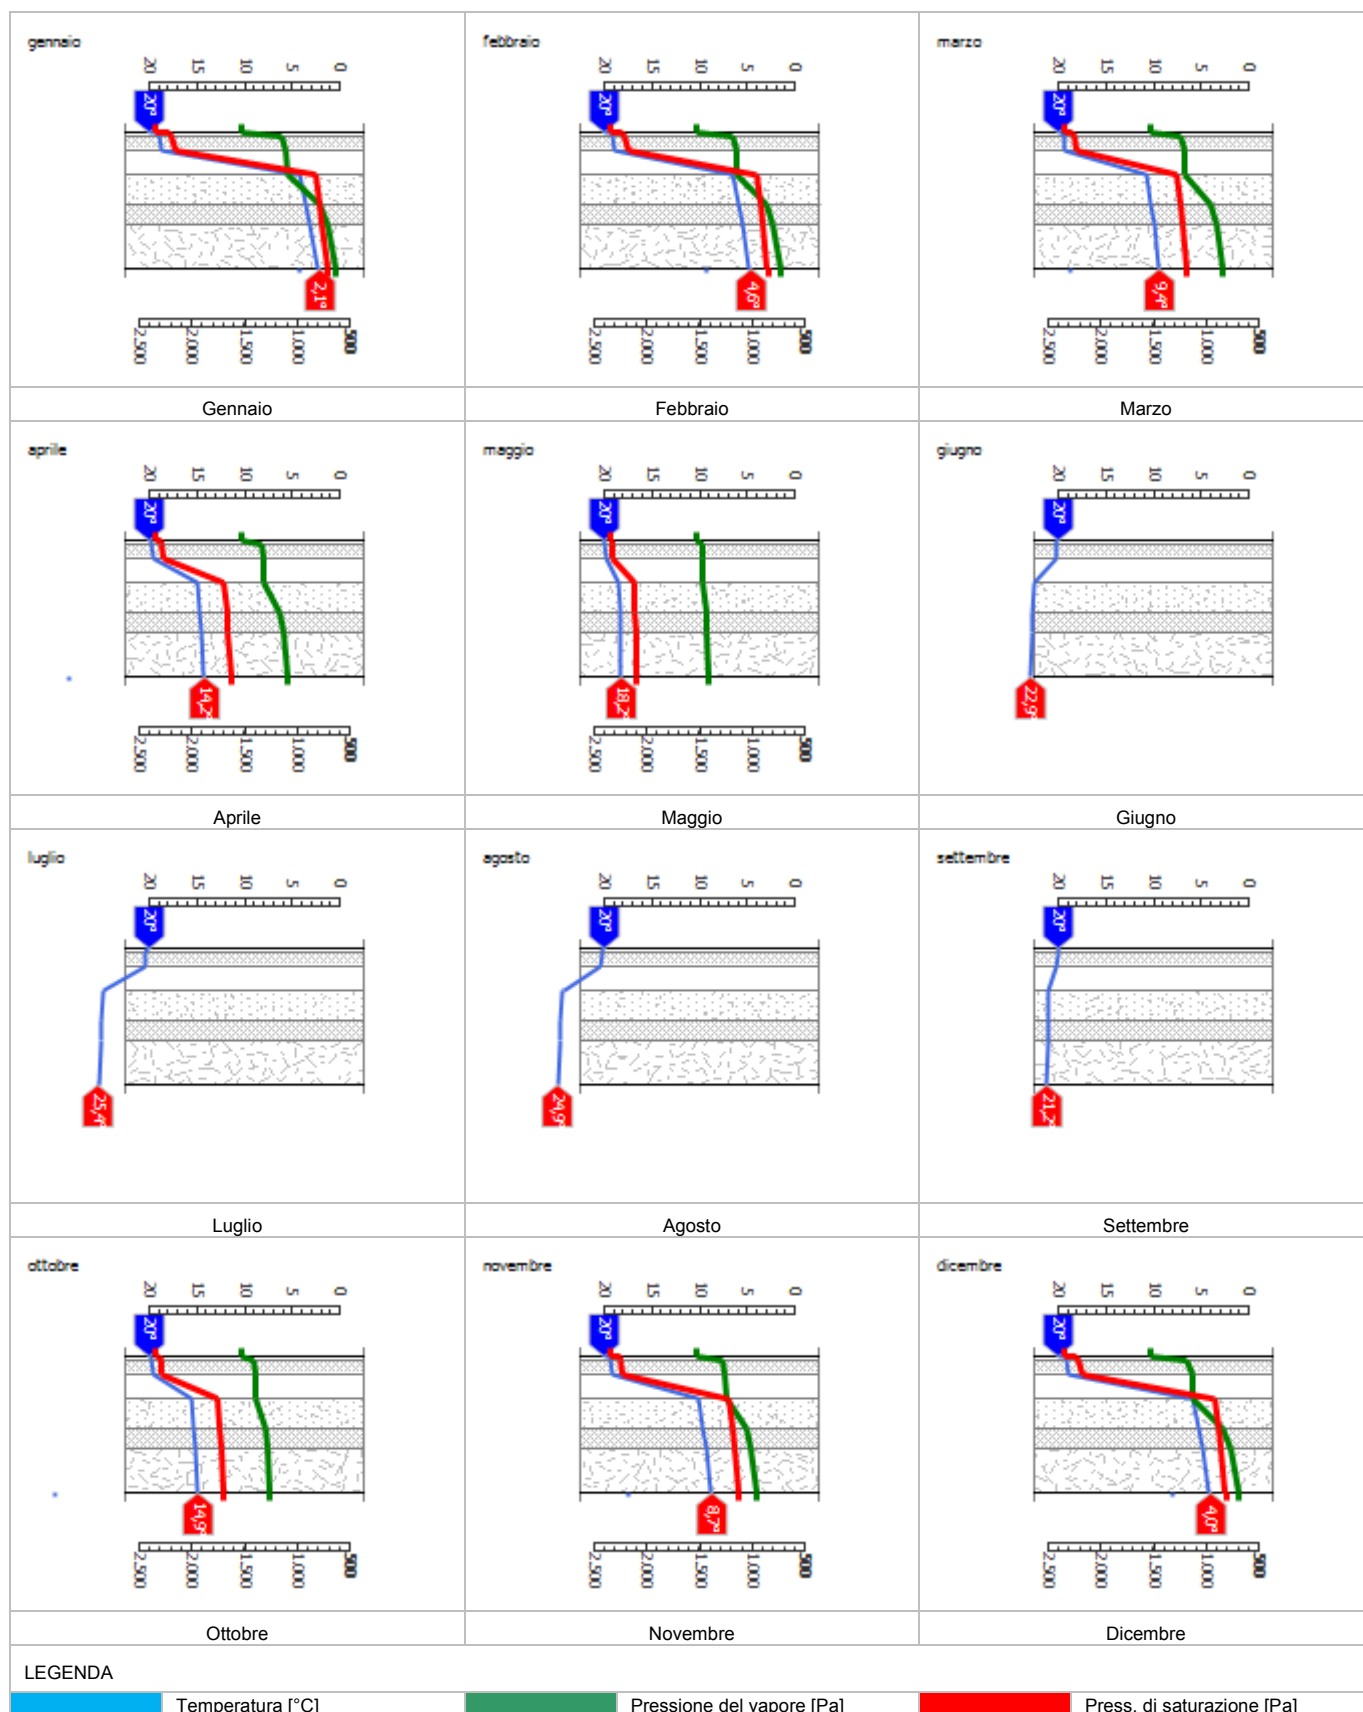 gennaio
20 15 10 5 0
20°
2,1°
2.500 2.000 1.500 1.000 500
Gennaio
febbraio
20 15 10 5 0
20°
4,6°
2.500 2.000 1.500 1.000 500
Febbraio
marzo
20 15 10 5 0
20°
9,4°
2.500 2.000 1.500 1.000 500
Marzo
aprile
20 15 10 5 0
20°
14,2°
2.500 2.000 1.500 1.000 500
Aprile
maggio
20 15 10 5 0
20°
18,2°
2.500 2.000 1.500 1.000 500
Maggio
giugno
20 15 10 5 0
20°
22,9°
Giugno
luglio
20 15 10 5 0
20°
25,4°
Luglio
agosto
20 15 10 5 0
20°
24,9°
Agosto
settembre
20 15 10 5 0
20°
21,2°
Settembre
ottobre
20 15 10 5 0
20°
14,9°
2.500 2.000 1.500 1.000 500
Ottobre
novembre
20 15 10 5 0
20°
8,7°
2.500 2.000 1.500 1.000 500
Novembre
dicembre
20 15 10 5 0
20°
4,0°
2.500 2.000 1.500 1.000 500
Dicembre
LEGENDA
Temperatura [°C]
Pressione del vapore [Pa]
Press. di saturazione [Pa]